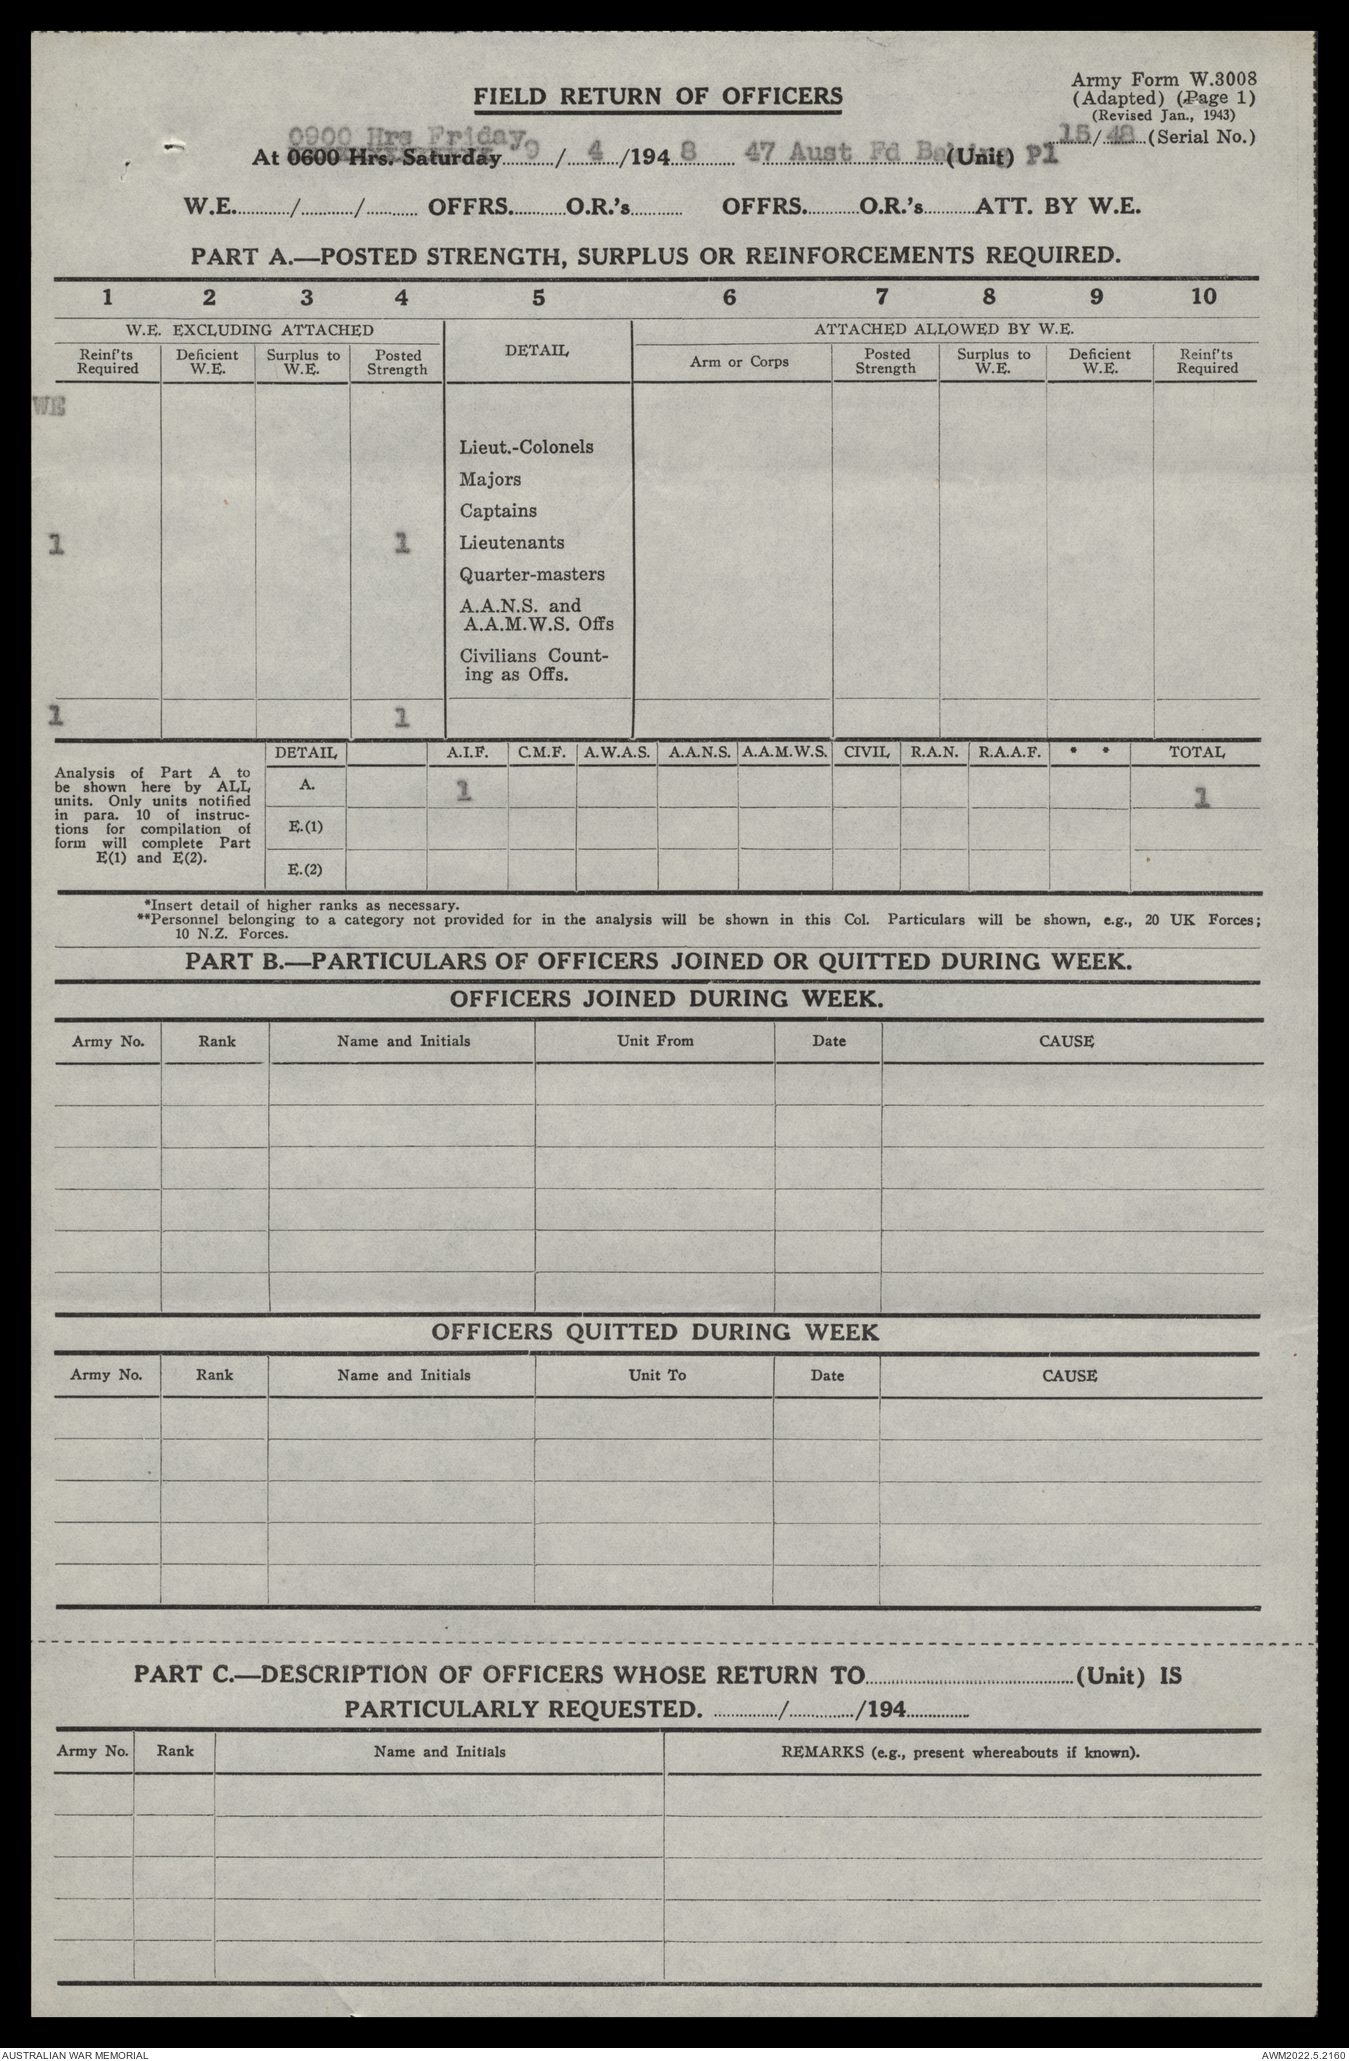 Army Form W.3008
FIELD RETURN OF OFFICERS
(Adapted) (Page 1)
(Revised Jan., 1943)
15/48 (Serial No.)
0900 Hrs Friday
At 0600 Hrs. Saturday 9/4/1948 47 Aust Fd (Unit) Pl
W.E............/.........../........... OFFRS...........O.R.'s........... OFFRS...........O.R.'s...........ATT. BY W.E.
PART A.—POSTED STRENGTH, SURPLUS OR REINFORCEMENTS REQUIRED.
1 2 3 4 5 6 7 8 9 10
W.E. EXCLUDING ATTACHED DETAIL ATTACHED ALLOWED BY W.E.
Reinf'ts Required Deficient W.E. Surplus to W.E. Posted Strength Arm or Corps Posted Strength Surplus to W.E. Deficient W.E. Reinf'ts Required
WE
Lieut.-Colonels
Majors
Captains
1 1 Lieutenants
Quarter-masters
A.A.N.S. and
A.A.M.W.S. Offs
Civilians Count-
ing as Offs.
1 1
DETAIL A.I.F. C.M.F. A.W.A.S. A.A.N.S. A.A.M.W.S. CIVIL R.A.N. R.A.A.F. * * TOTAL
Analysis of Part A to
be shown here by ALL
units. Only units notified
in para. 10 of instruc-
tions for compilation of
form will complete Part
E(1) and E(2).
A. 1 1
E.(1)
E.(2)
*Insert detail of higher ranks as necessary.
**Personnel belonging to a category not provided for in the analysis will be shown in this Col. Particulars will be shown, e.g., 20 UK Forces;
10 N.Z. Forces.
PART B.—PARTICULARS OF OFFICERS JOINED OR QUITTED DURING WEEK.
OFFICERS JOINED DURING WEEK.
Army No. Rank Name and Initials Unit From Date CAUSE
OFFICERS QUITTED DURING WEEK
Army No. Rank Name and Initials Unit To Date CAUSE
PART C.—DESCRIPTION OF OFFICERS WHOSE RETURN TO....................(Unit) IS
PARTICULARLY REQUESTED. ............../............../194..............
Army No. Rank Name and Initials REMARKS (e.g., present whereabouts if known).
AUSTRALIAN WAR MEMORIAL AWM2022.5.2160